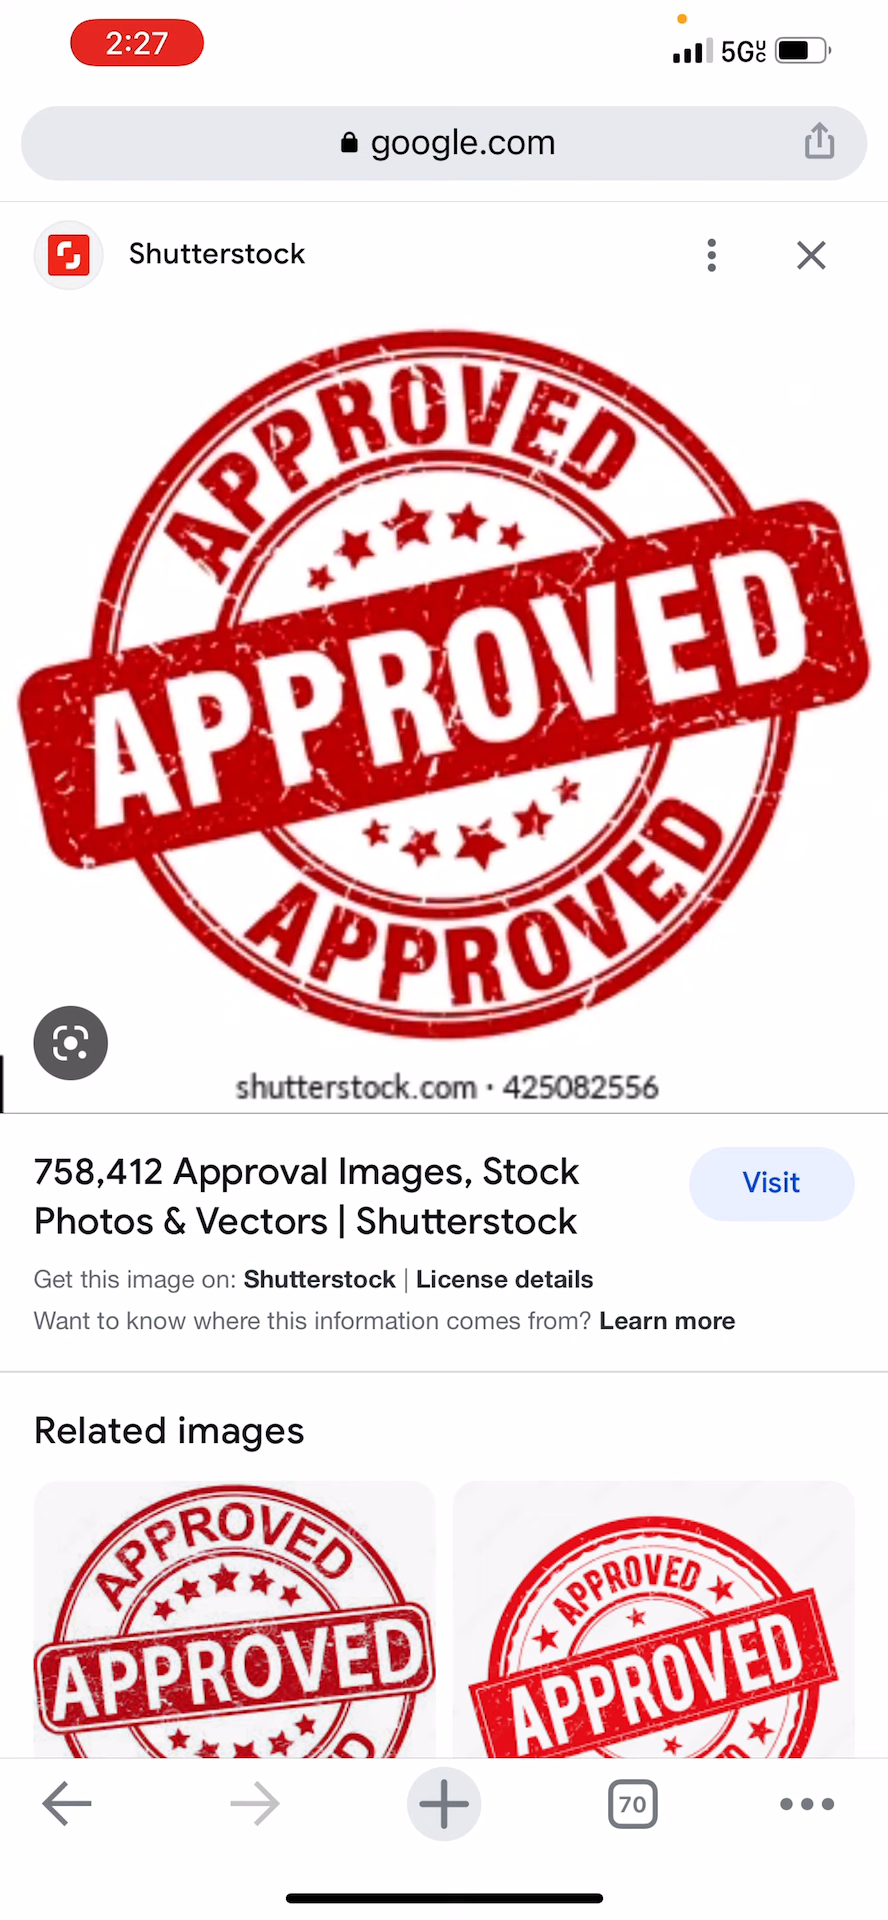 2:27
5GUC
google.com
Shutterstock
APPROVED
APPROVED
APPROVED
shutterstock.com · 425082556
758,412 Approval Images, Stock
Photos & Vectors | Shutterstock
Visit
Get this image on: Shutterstock | License details
Want to know where this information comes from? Learn more
Related images
APPROVED
APPROVED
APPROVED
APPROVED
70